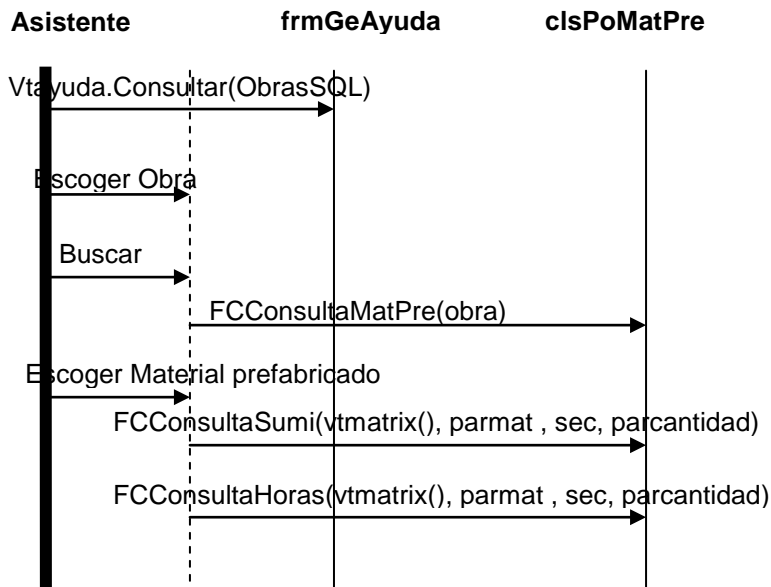 Asistente frmGeAyuda clsPoMatPre
Vtayuda.Consultar(ObrasSQL)
Escoger Obra
Buscar
FCConsultaMatPre(obra)
Escoger Material prefabricado
FCConsultaSumi(vtmatrix(), parmat , sec, parcantidad)
FCConsultaHoras(vtmatrix(), parmat , sec, parcantidad)